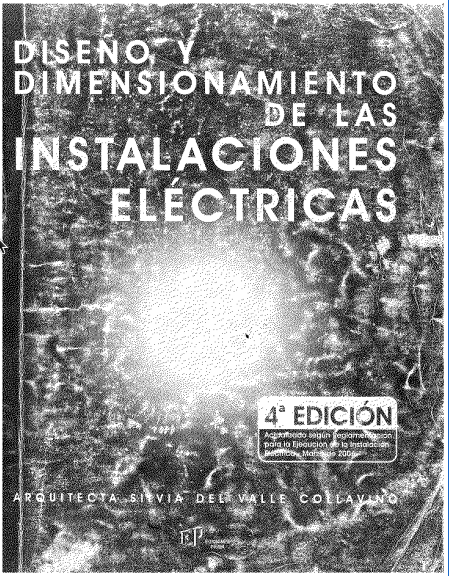 DISEÑO Y
DIMENSIONAMIENTO
DE LAS
INSTALACIONES
ELÉCTRICAS
4ª EDICIÓN
Actualizado según Reglamentación
para la Ejecución de la Instalación
Eléctrica - Marzo de 2006
ARQUITECTA SILVIA DEL VALLE COLLAVINO